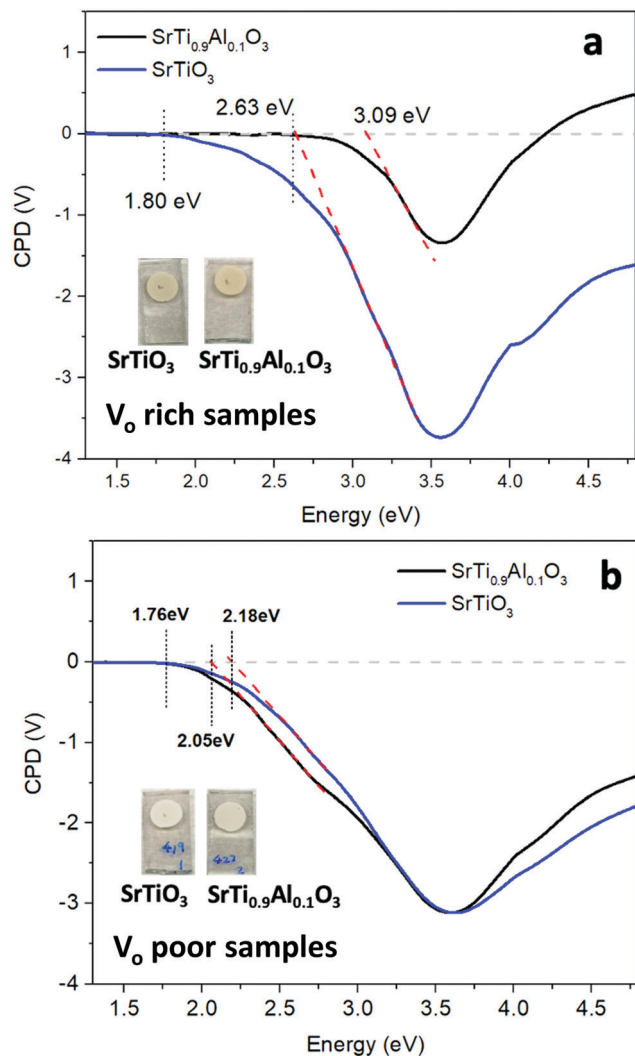 a
SrTi₀.₉Al₀.₁O₃
SrTiO₃
2.63 eV
3.09 eV
1.80 eV
SrTiO₃
SrTi₀.₉Al₀.₁O₃
Vₒ rich samples
CPD (V)
1
0
-1
-2
-3
-4
1.5 2.0 2.5 3.0 3.5 4.0 4.5
Energy (eV)
b
SrTi₀.₉Al₀.₁O₃
SrTiO₃
1.76eV
2.18eV
2.05eV
SrTiO₃
SrTi₀.₉Al₀.₁O₃
Vₒ poor samples
CPD (V)
1
0
-1
-2
-3
-4
1.5 2.0 2.5 3.0 3.5 4.0 4.5
Energy (eV)